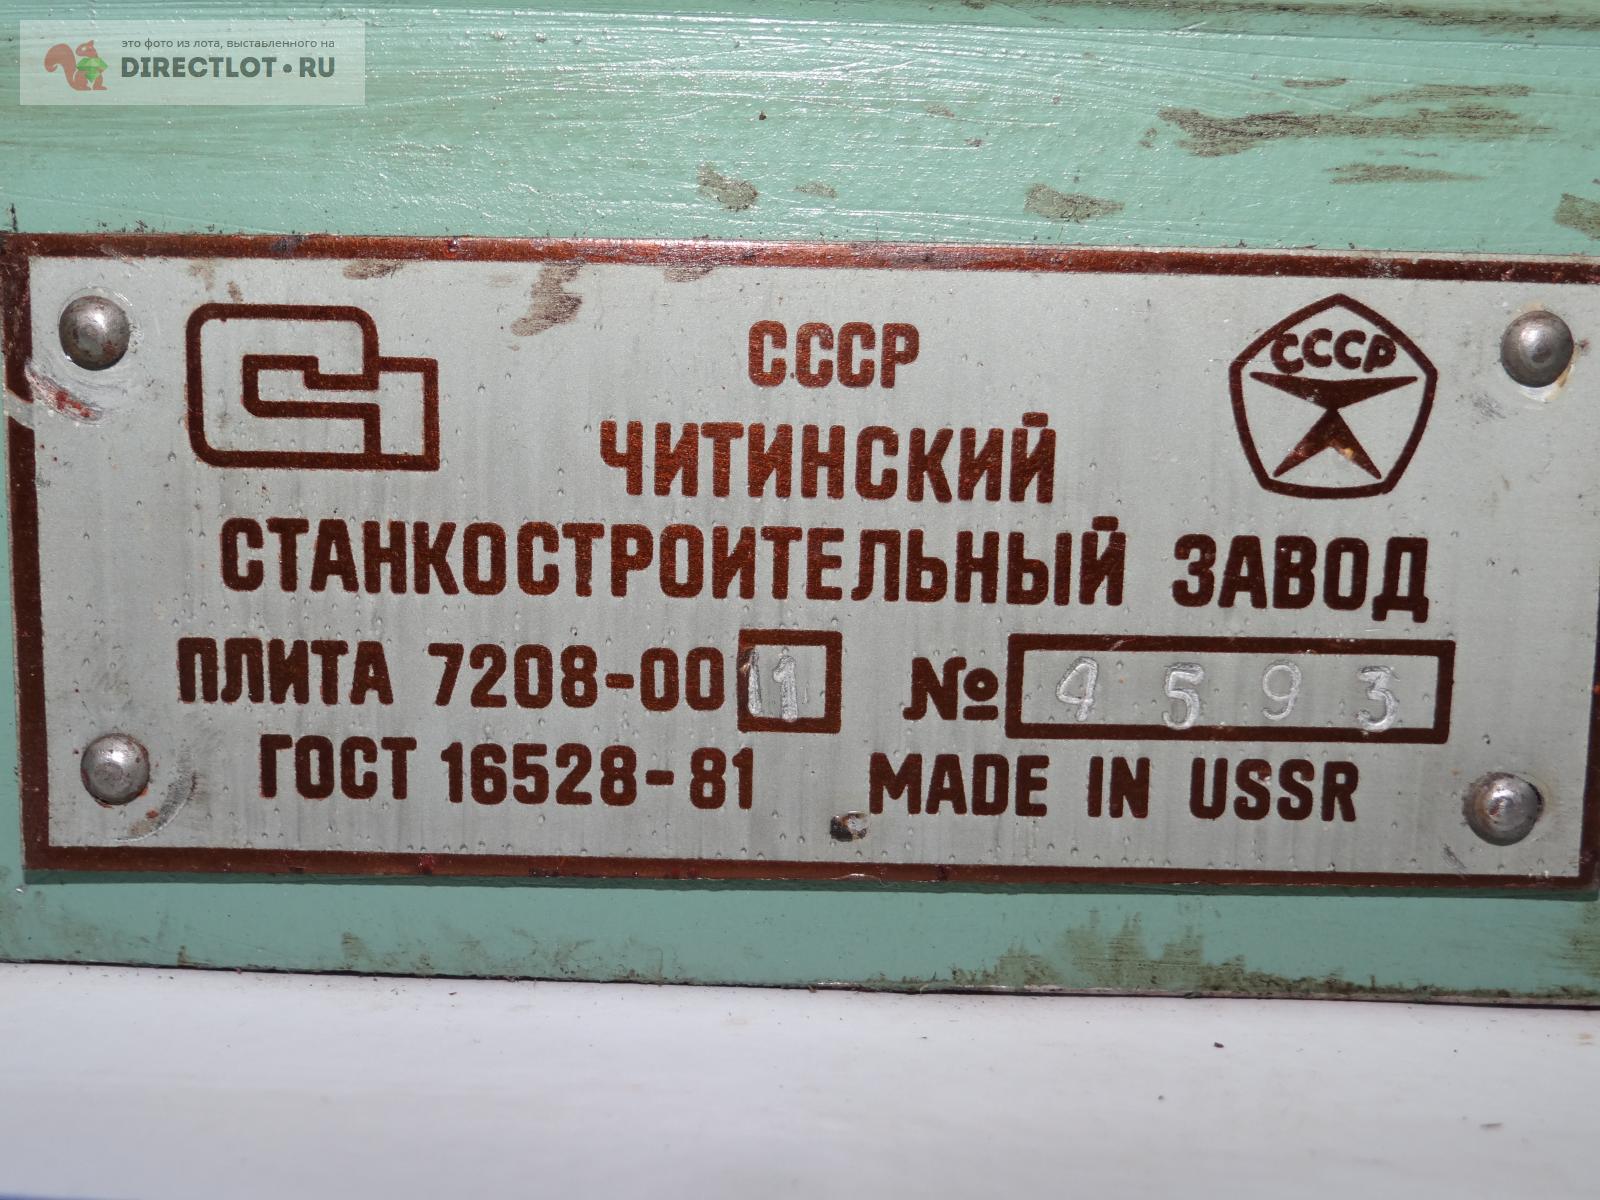 это фото из лота, выставленного на
DIRECTLOT.RU
СССР
СССР
ЧИТИНСКИЙ
СТАНКОСТРОИТЕЛЬНЫЙ ЗАВОД
ПЛИТА 7208-0011 № 4593
ГОСТ 16528-81 MADE IN USSR